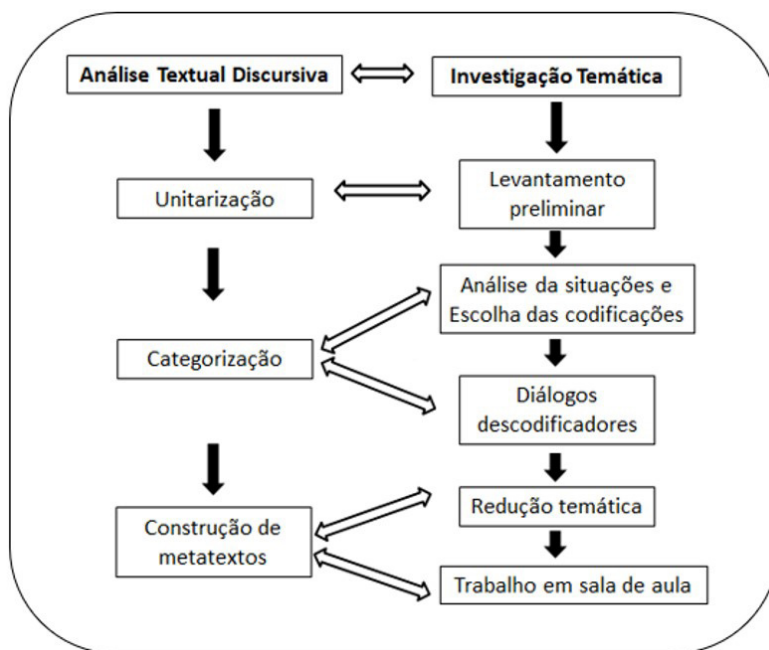 Análise Textual Discursiva
Investigação Temática
Unitarização
Levantamento
preliminar
Análise da situações e
Escolha das codificações
Categorização
Diálogos
descodificadores
Redução temática
Construção de
metatextos
Trabalho em sala de aula